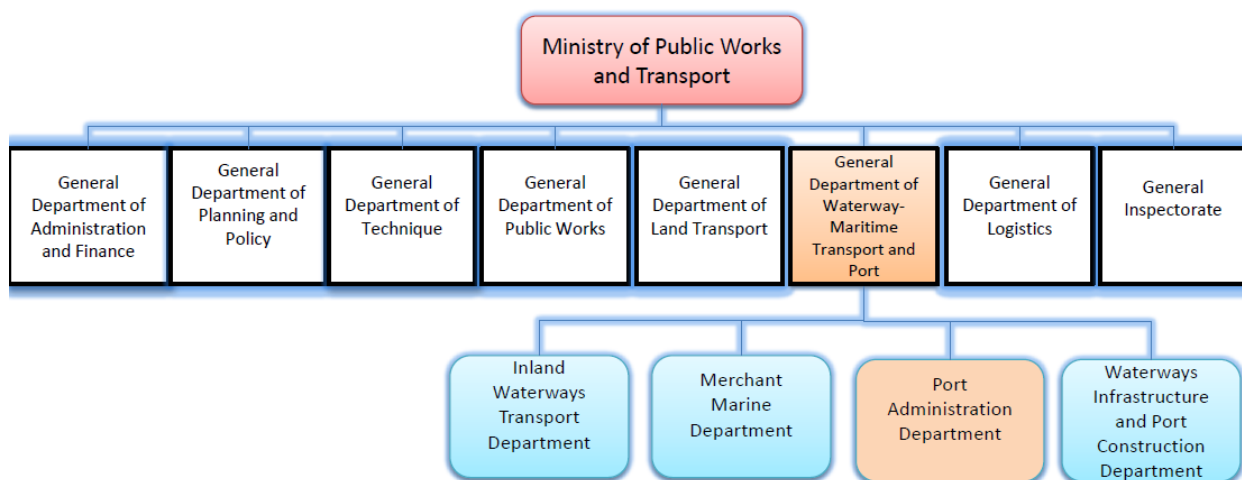 Ministry of Public Works
and Transport
General
Department of
Administration
and Finance
General
Department of
Planning and
Policy
General
Department of
Technique
General
Department of
Public Works
General
Department of
Land Transport
General
Department of
Waterway-
Maritime
Transport and
Port
General
Department of
Logistics
General
Inspectorate
Inland
Waterways
Transport
Department
Merchant
Marine
Department
Port
Administration
Department
Waterways
Infrastructure
and Port
Construction
Department